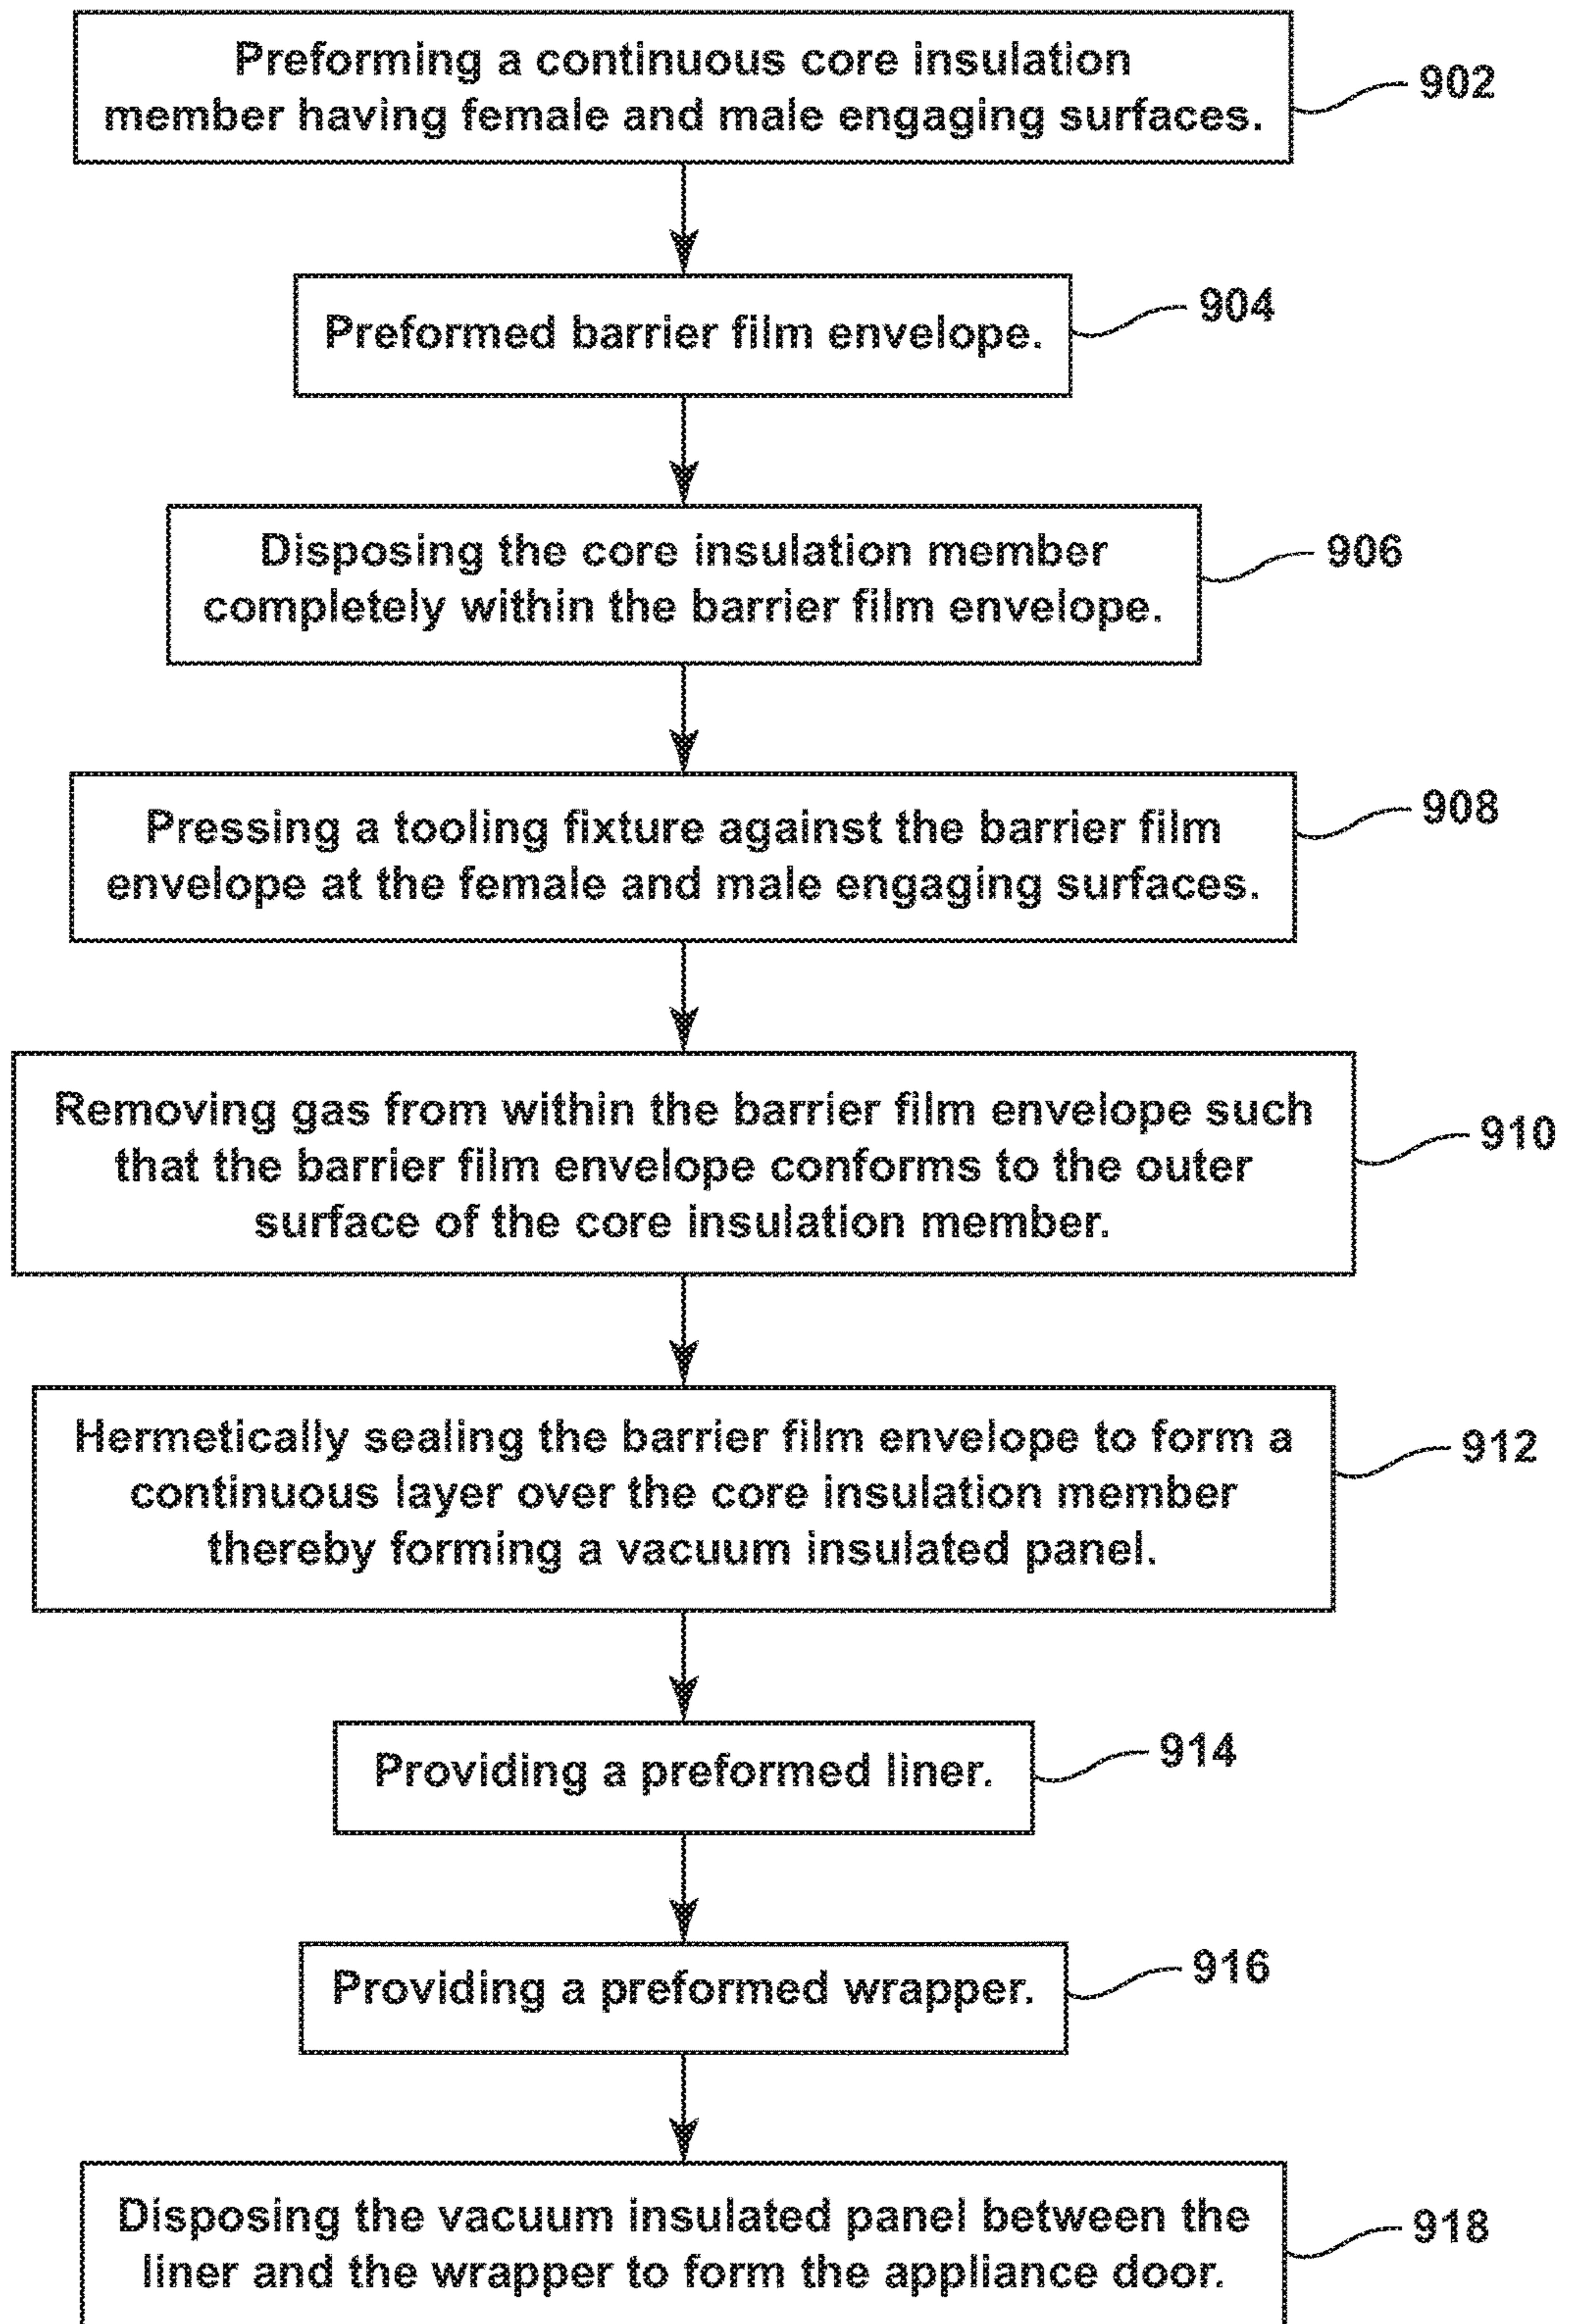 Preforming a continuous core insulation
member having female and male engaging surfaces.
902
Preformed barrier film envelope.
904
Disposing the core insulation member
completely within the barrier film envelope.
906
Pressing a tooling fixture against the barrier film
envelope at the female and male engaging surfaces.
908
Removing gas from within the barrier film envelope such
that the barrier film envelope conforms to the outer
surface of the core insulation member.
910
Hermetically sealing the barrier film envelope to form a
continuous layer over the core insulation member
thereby forming a vacuum insulated panel.
912
Providing a preformed liner.
914
Providing a preformed wrapper.
916
Disposing the vacuum insulated panel between the
liner and the wrapper to form the appliance door.
918